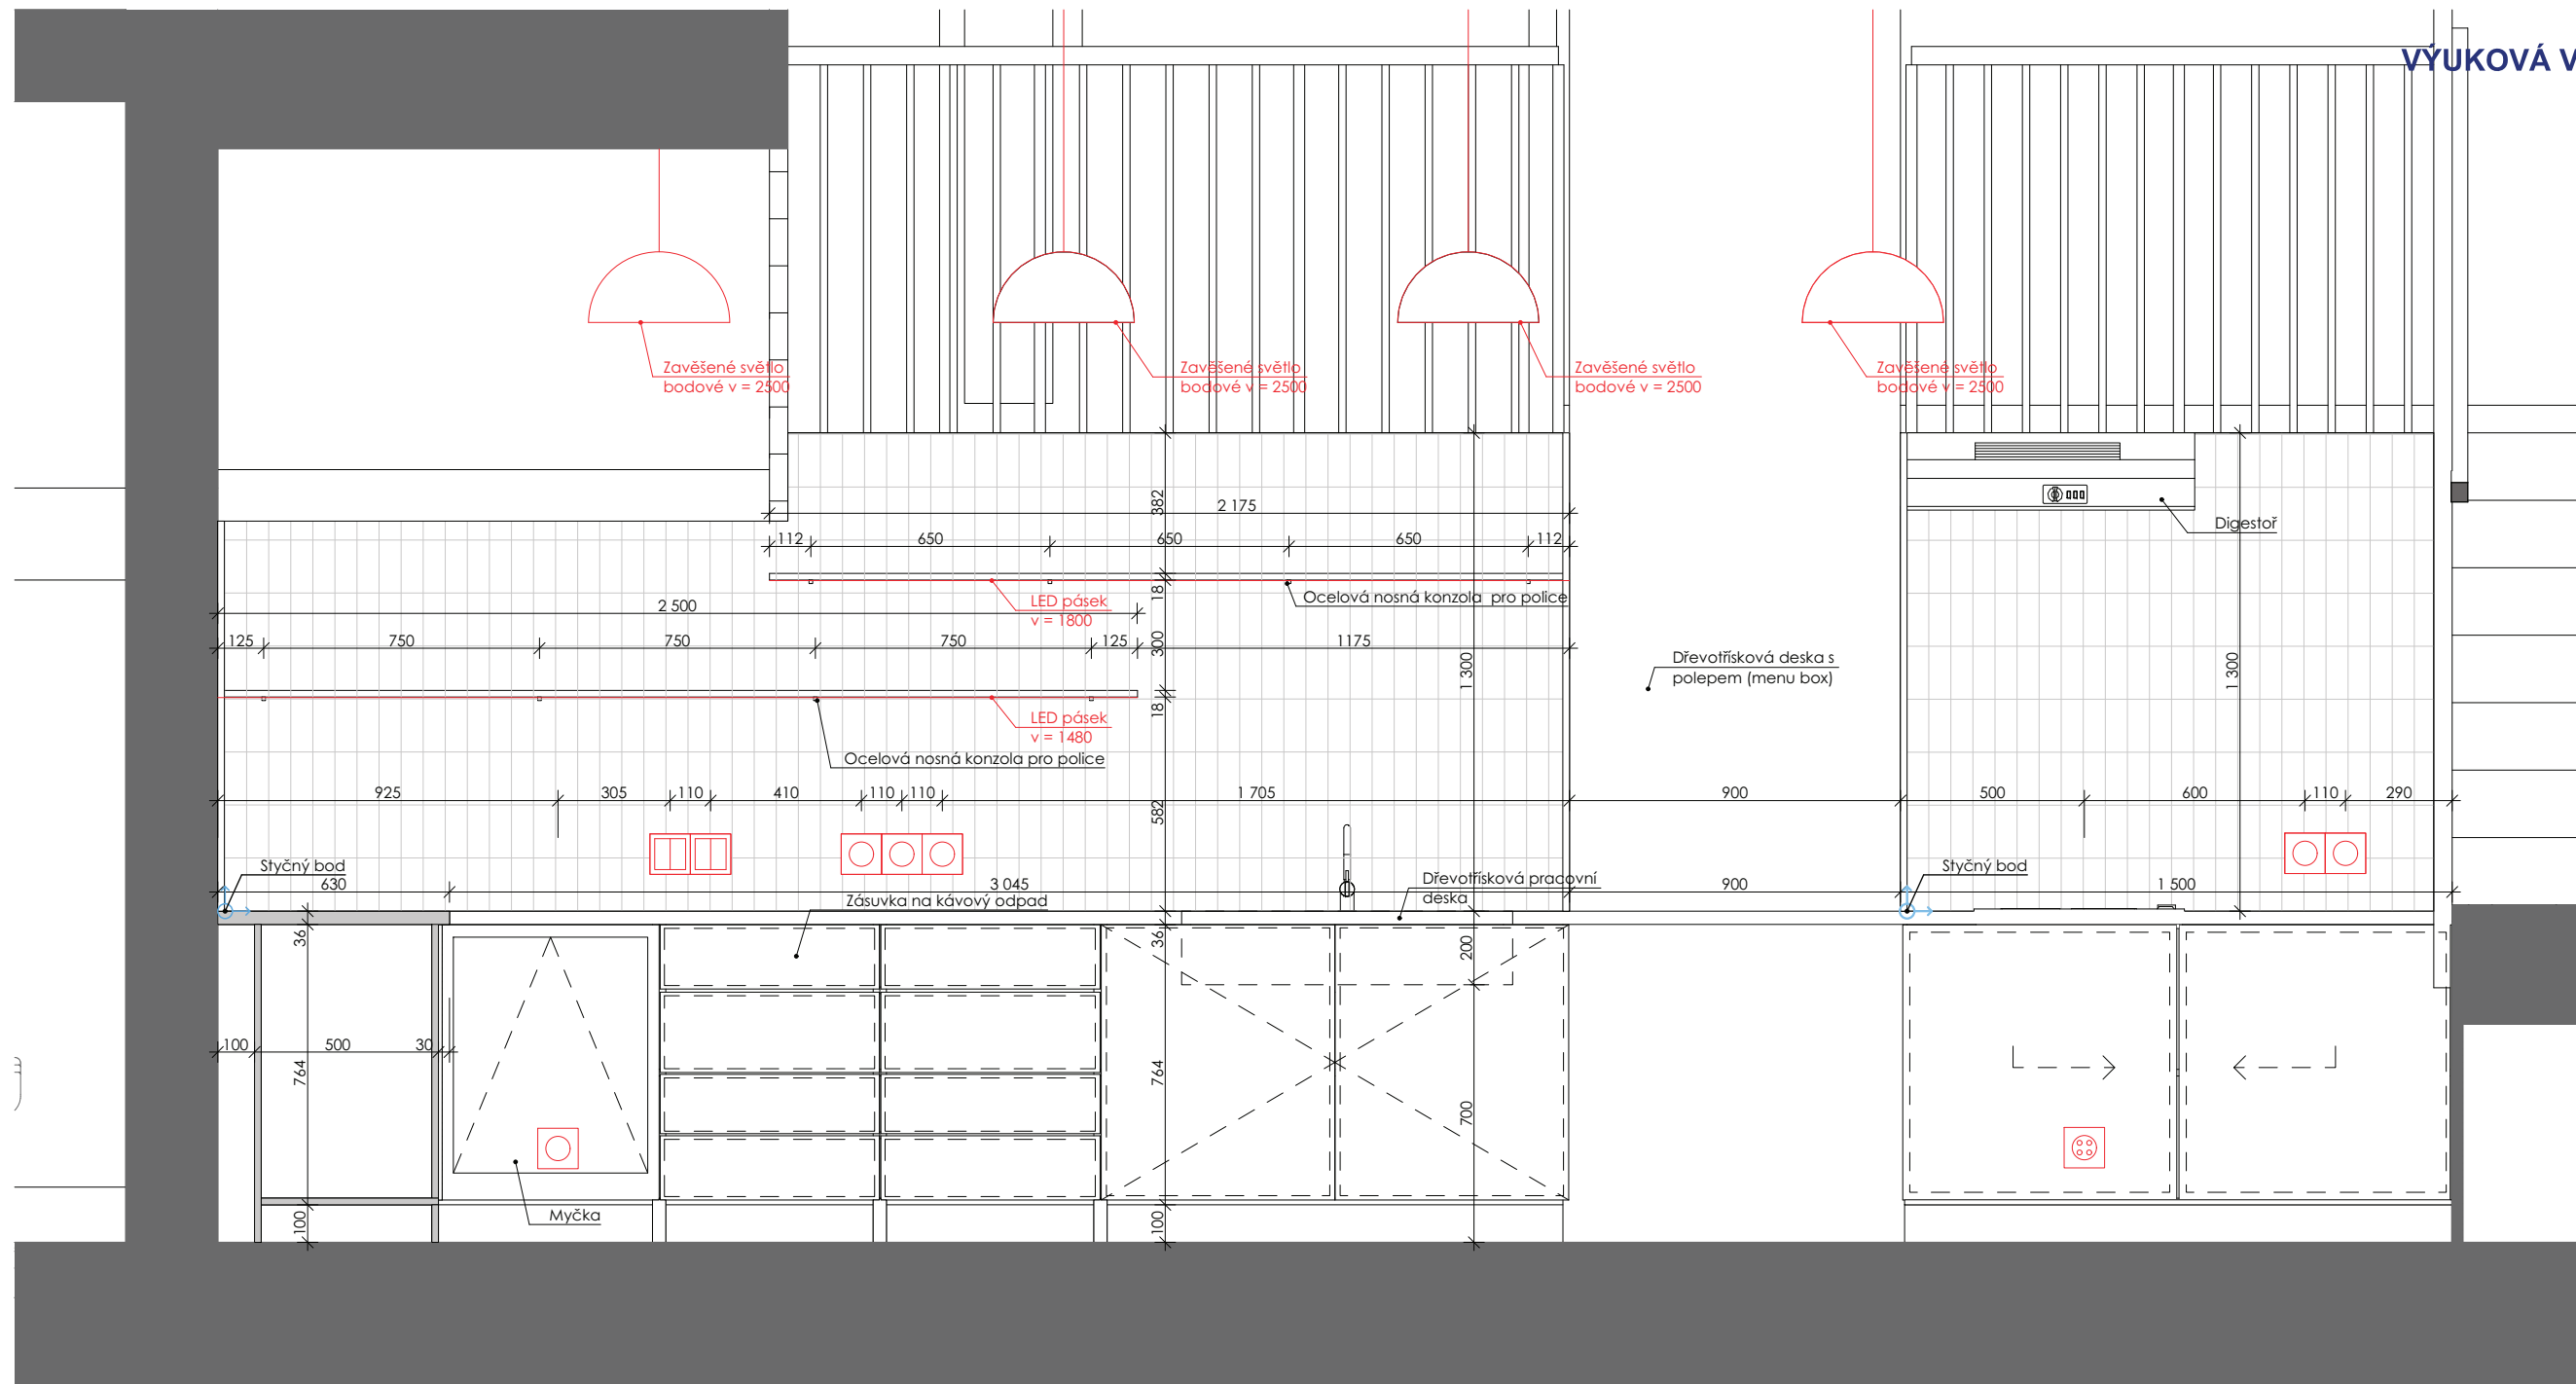 VÝUKOVÁ V
Zavěšené světlo
bodové v = 2500
Zavěšené světlo
bodové v = 2500
Zavěšené světlo
bodové v = 2500
Zavěšené světlo
bodové v = 2500
382
2 175
Digestoř
112
650
650
650
112
18
Ocelová nosná konzola  pro police
LED pásek
v = 1800
2 500
125
750
750
750
125
300
1175
1 300
Dřevotřísková deska s
polepem (menu box)
1 300
18
LED pásek
v = 1480
Ocelová nosná konzola pro police
925
305
110
410
110
110
1 705
900
500
600
110
290
582
Styčný bod
Styčný bod
630
3 045
900
1 500
Dřevotřísková pracovní
deska
Zásuvka na kávový odpad
36
36
200
100
500
30
764
764
700
Myčka
100
100